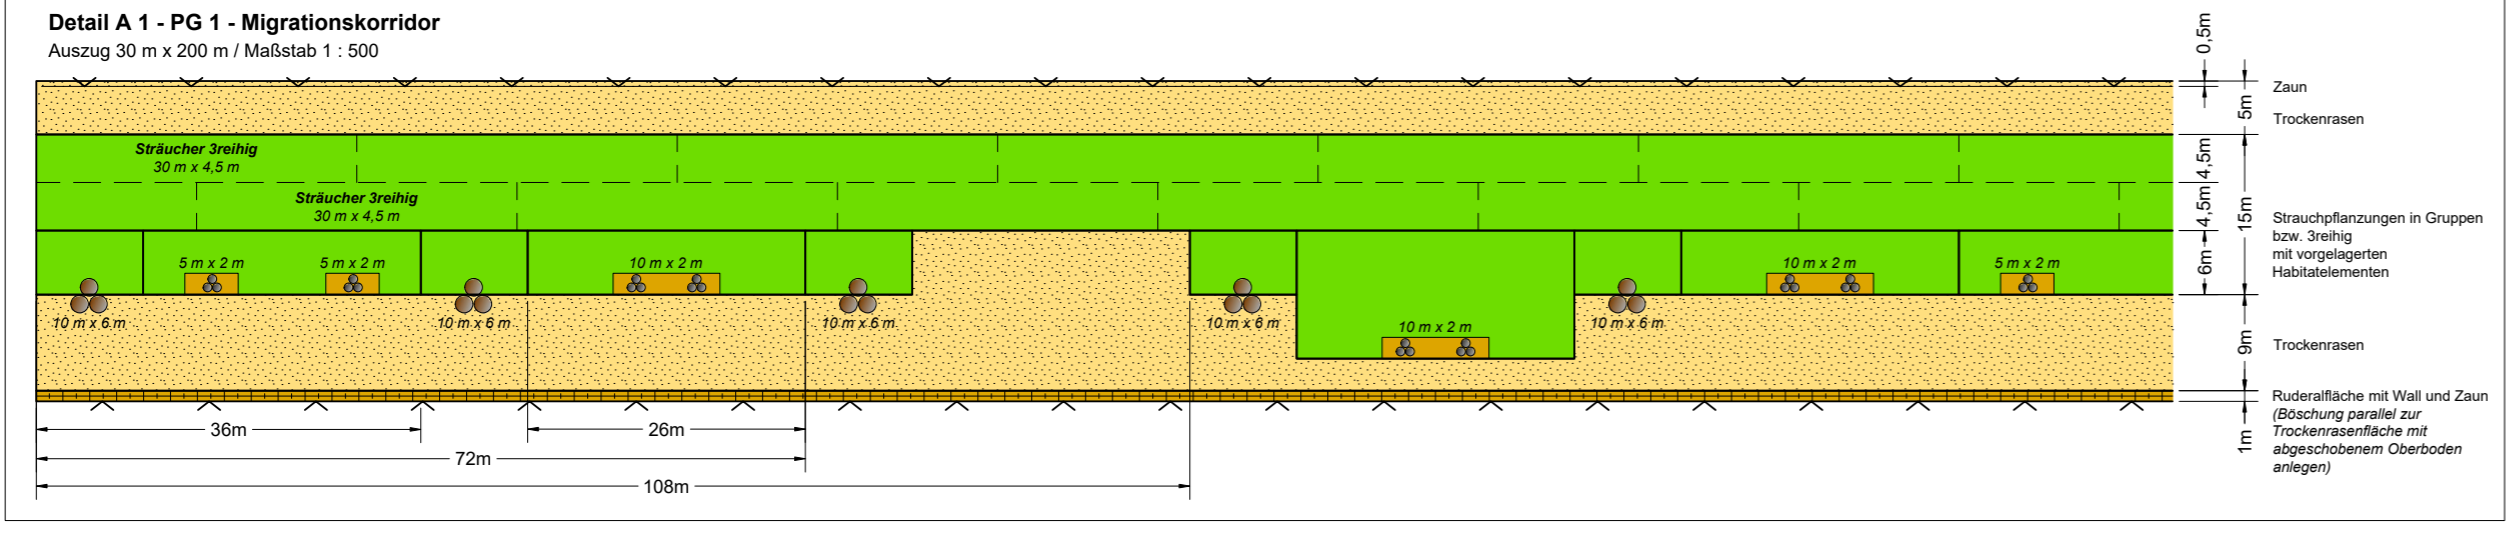 Detail A 1 - PG 1 - Migrationskorridor
Auszug 30 m x 200 m / Maßstab 1 : 500
0,5m
Zaun
5m
Trockenrasen
Sträucher 3reihig
30 m x 4,5 m
4,5m
Sträucher 3reihig
30 m x 4,5 m
4,5m
15m
Strauchpflanzungen in Gruppen
bzw. 3reihig
mit vorgelagerten
Habitatelementen
5 m x 2 m
5 m x 2 m
10 m x 2 m
10 m x 2 m
5 m x 2 m
6m
10 m x 6 m
10 m x 6 m
10 m x 6 m
10 m x 6 m
10 m x 6 m
10 m x 2 m
9m
Trockenrasen
Ruderalfläche mit Wall und Zaun
(Böschung parallel zur
Trockenrasenfläche mit
abgeschobenem Oberboden
anlegen)
1m
36m
26m
72m
108m